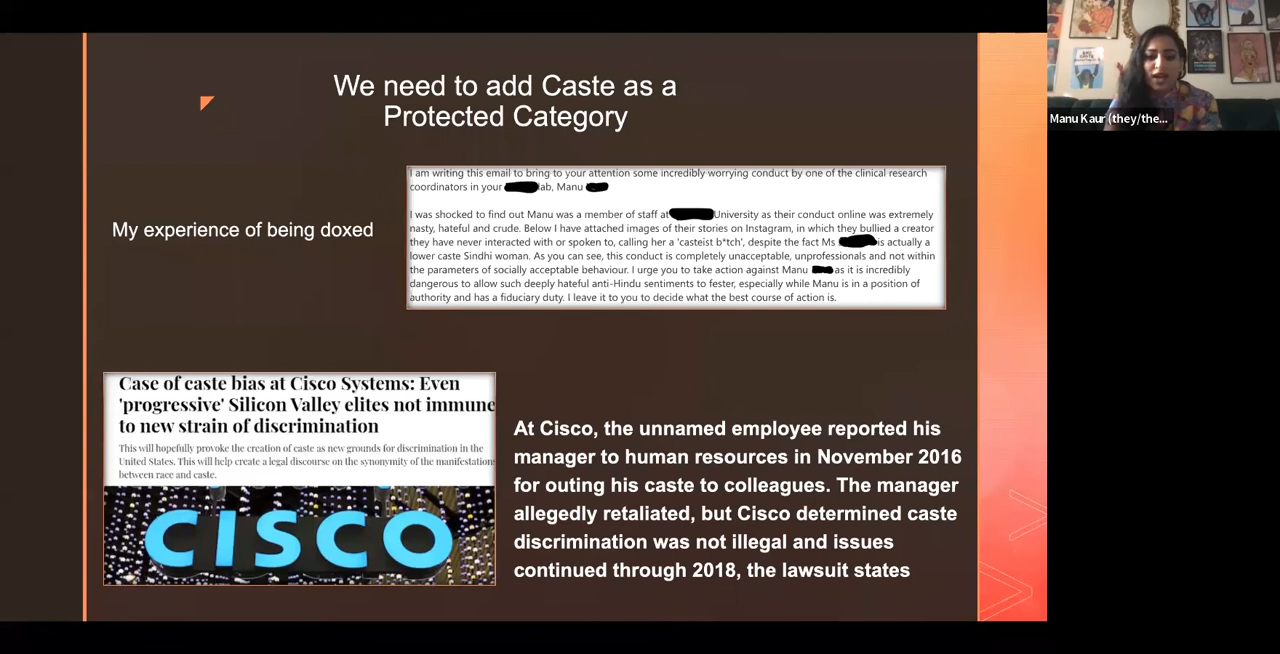 We need to add Caste as a
Protected Category
I am writing this email to bring to your attention some incredibly worrying conduct by one of the clinical research
coordinators in your lab, Manu
I was shocked to find out Manu was a member of staff at University as their conduct online was extremely
nasty, hateful and crude. Below I have attached images of their stories on Instagram, in which they bullied a creator
they have never interacted with or spoken to, calling her a 'casteist b*tch', despite the fact Ms is actually a
lower caste Sindhi woman. As you can see, this conduct is completely unacceptable, unprofessionals and not within
the parameters of socially acceptable behaviour. I urge you to take action against Manu as it is incredibly
dangerous to allow such deeply hateful anti-Hindu sentiments to fester, especially while Manu is in a position of
authority and has a fiduciary duty. I leave it to you to decide what the best course of action is.
My experience of being doxed
Case of caste bias at Cisco Systems: Even
'progressive' Silicon Valley elites not immune
to new strain of discrimination
This will hopefully provoke the creation of caste as new grounds for discrimination in the
United States. This will help create a legal discourse on the synonymity of the manifestations
between race and caste.
CISCO
At Cisco, the unnamed employee reported his
manager to human resources in November 2016
for outing his caste to colleagues. The manager
allegedly retaliated, but Cisco determined caste
discrimination was not illegal and issues
continued through 2018, the lawsuit states
Manu Kaur (they/the...